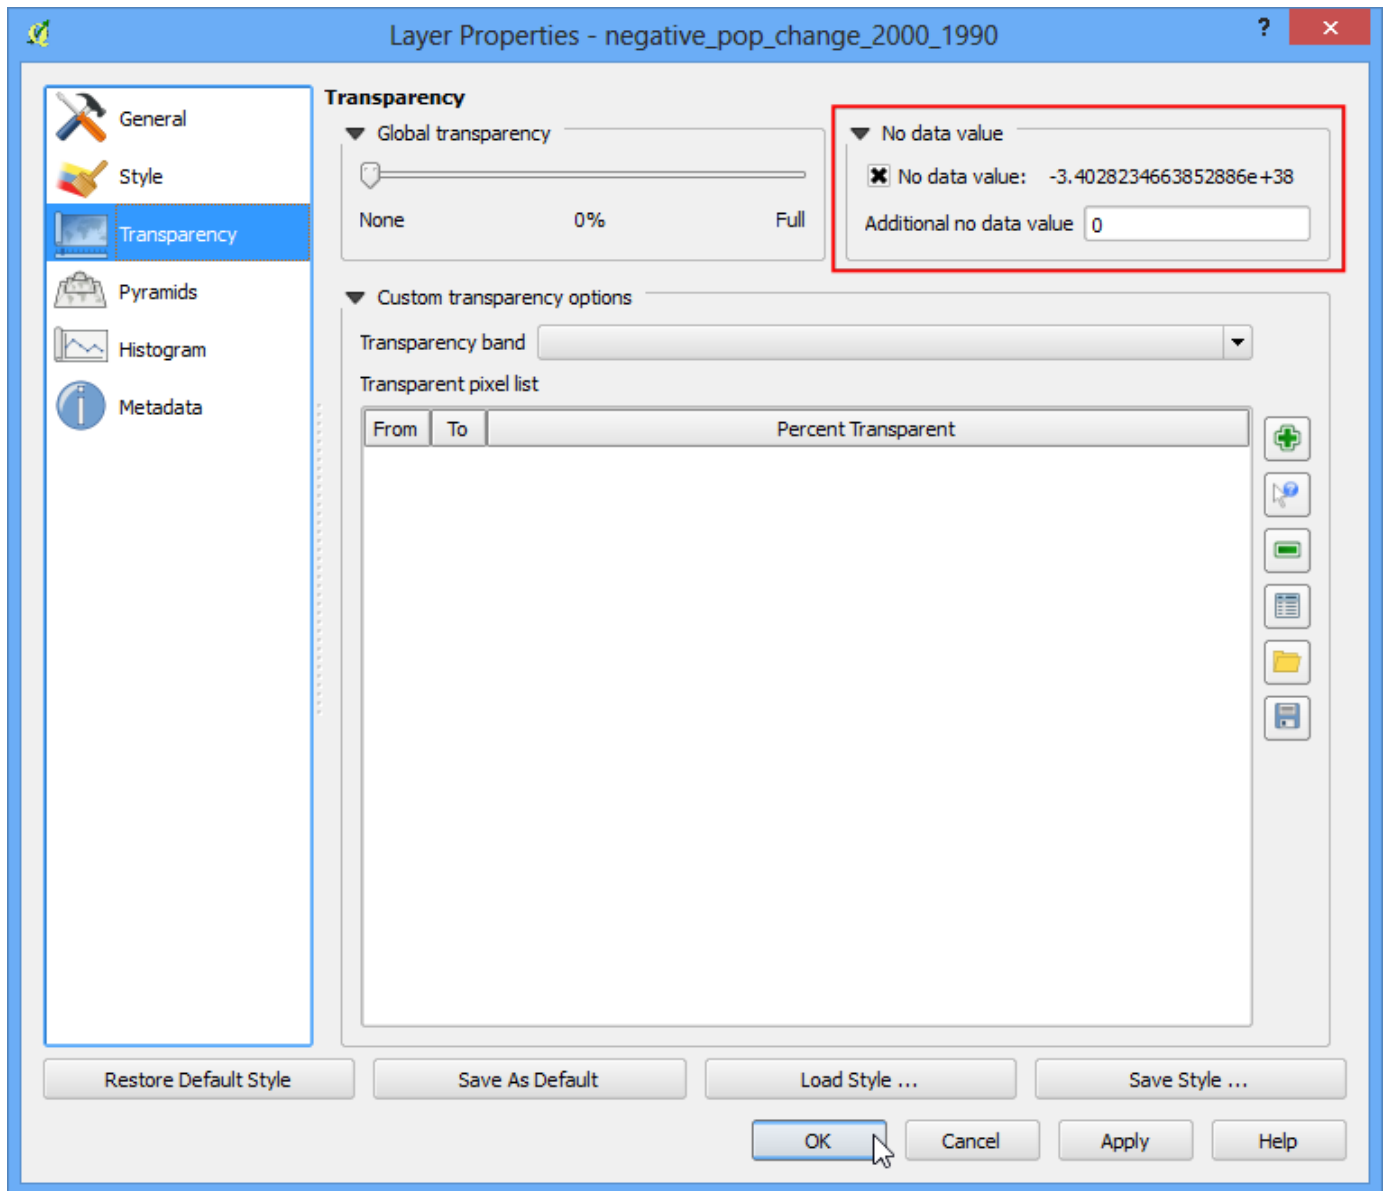 Layer Properties - negative_pop_change_2000_1990
?
General
Style
Transparency
Pyramids
Histogram
Metadata
Transparency
Global transparency
None 0% Full
No data value
No data value: -3.4028234663852886e+38
Additional no data value 0
Custom transparency options
Transparency band
Transparent pixel list
From To Percent Transparent
Restore Default Style Save As Default Load Style ... Save Style ...
OK Cancel Apply Help